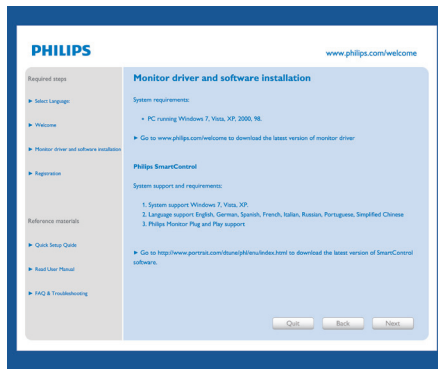 PHILIPS
www.philips.com/welcome
Required steps
► Select Language
► Welcome
► Monitor driver and software installation
► Registration
Reference materials
► Quick Setup Quide
► Read User Manual
► FAQ & Troubleshooting
Monitor driver and software installation
System requirements:
• PC running Windows 7, Vista, XP, 2000, 98.
► Go to www.philips.com/welcome to download the latest version of monitor driver
Philips SmartControl
System support and requirements:
1. System support Windows 7, Vista, XP.
2. Language support English, German, Spanish, French, Italian, Russian, Portuguese, Simplified Chinese
3. Philips Monitor Plug and Play support
► Go to http://www.portrait.com/dtune/phl/enu/index.html to download the latest version of SmartControl
software.
Quit
Back
Next